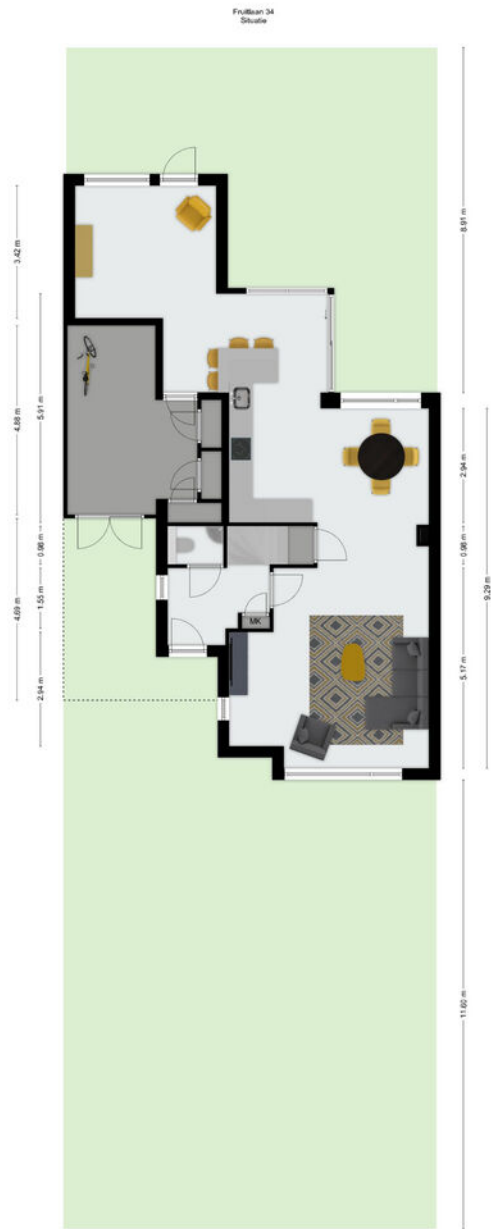 Fruitlaan 34
Situatie
8.91 m
3.42 m
5.91 m
4.88 m
2.94 m
0.98 m
0.98 m
9.29 m
1.55 m
4.69 m
MK
5.17 m
2.94 m
11.60 m